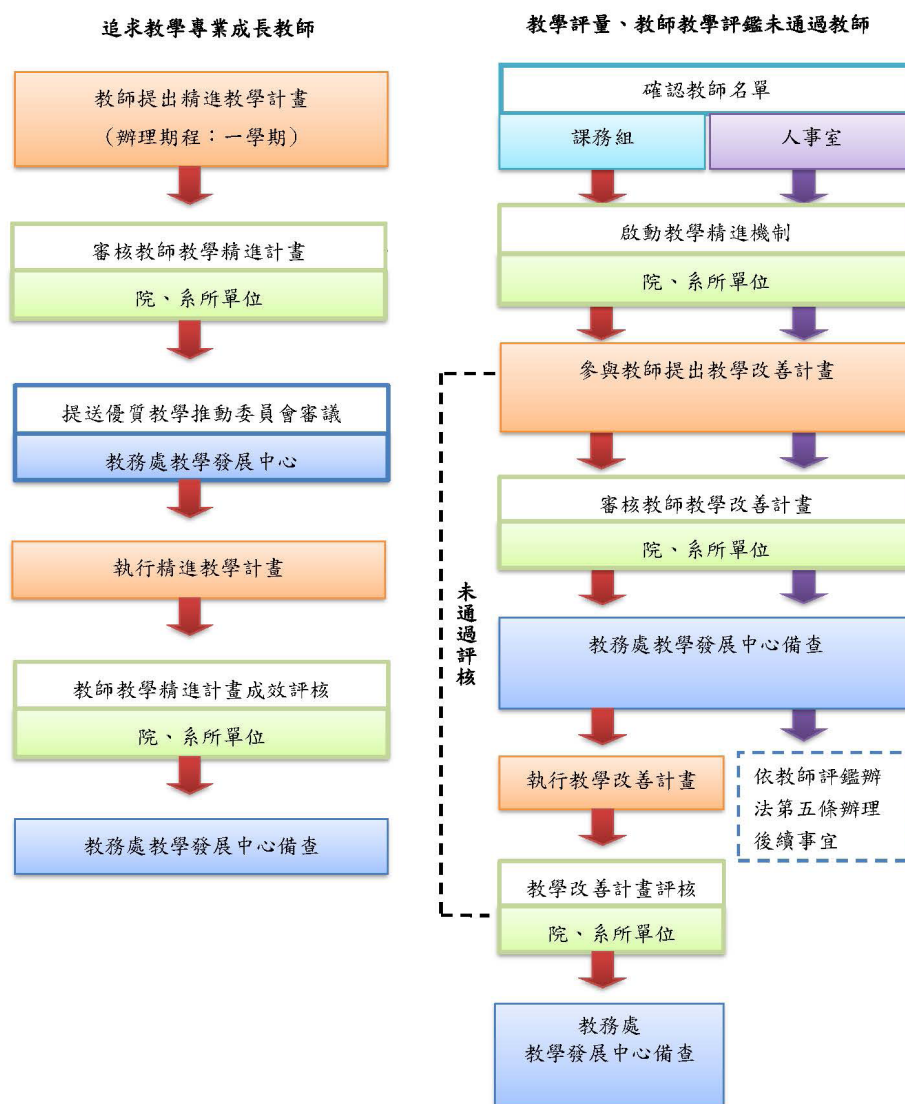 追求教學專業成長教師
教師提出精進教學計畫
（辦理期程：一學期）
審核教師教學精進計畫
院、系所單位
提送優質教學推動委員會審議
教務處教學發展中心
執行精進教學計畫
教師教學精進計畫成效評核
院、系所單位
教務處教學發展中心備查
教學評量、教師教學評鑑未通過教師
確認教師名單
課務組
人事室
啟動教學精進機制
院、系所單位
參與教師提出教學改善計畫
審核教師教學改善計畫
院、系所單位
未通過評核
教務處教學發展中心備查
執行教學改善計畫
依教師評鑑辦
法第五條辦理
後續事宜
教學改善計畫評核
院、系所單位
教務處
教學發展中心備查